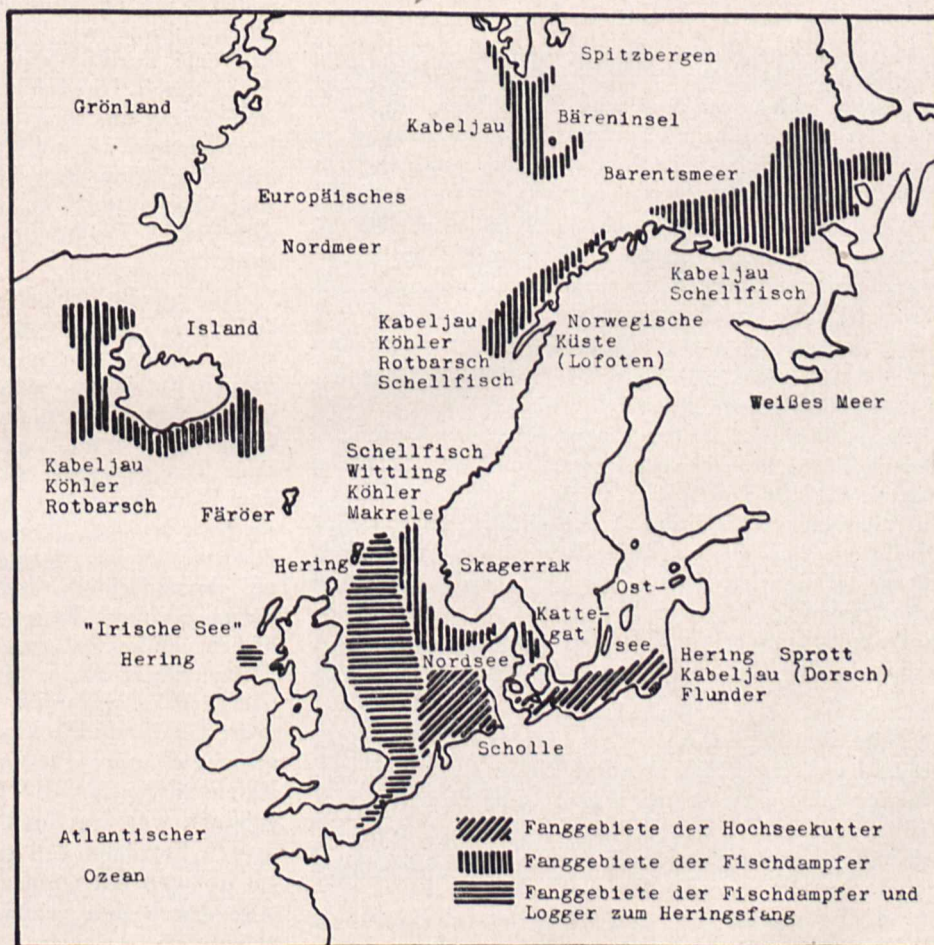 Spitzbergen
Grönland
Kabeljau
Bäreninsel
Barentsmeer
Europäisches
Nordmeer
Kabeljau
Schellfisch
Island
Kabeljau
Köhler
Rotbarsch
Schellfisch
Norwegische
Küste
(Lofoten)
Weißes Meer
Kabeljau
Köhler
Rotbarsch
Schellfisch
Wittling
Köhler
Makrele
Färöer
Hering
Skagerrak
Ost-
see
Katte-
gat
"Irische See"
Hering
Nordsee
Hering Sprott
Kabeljau (Dorsch)
Flunder
Scholle
Atlantischer
Ozean
Fanggebiete der Hochseekutter
Fanggebiete der Fischdampfer
Fanggebiete der Fischdampfer und
Logger zum Heringsfang